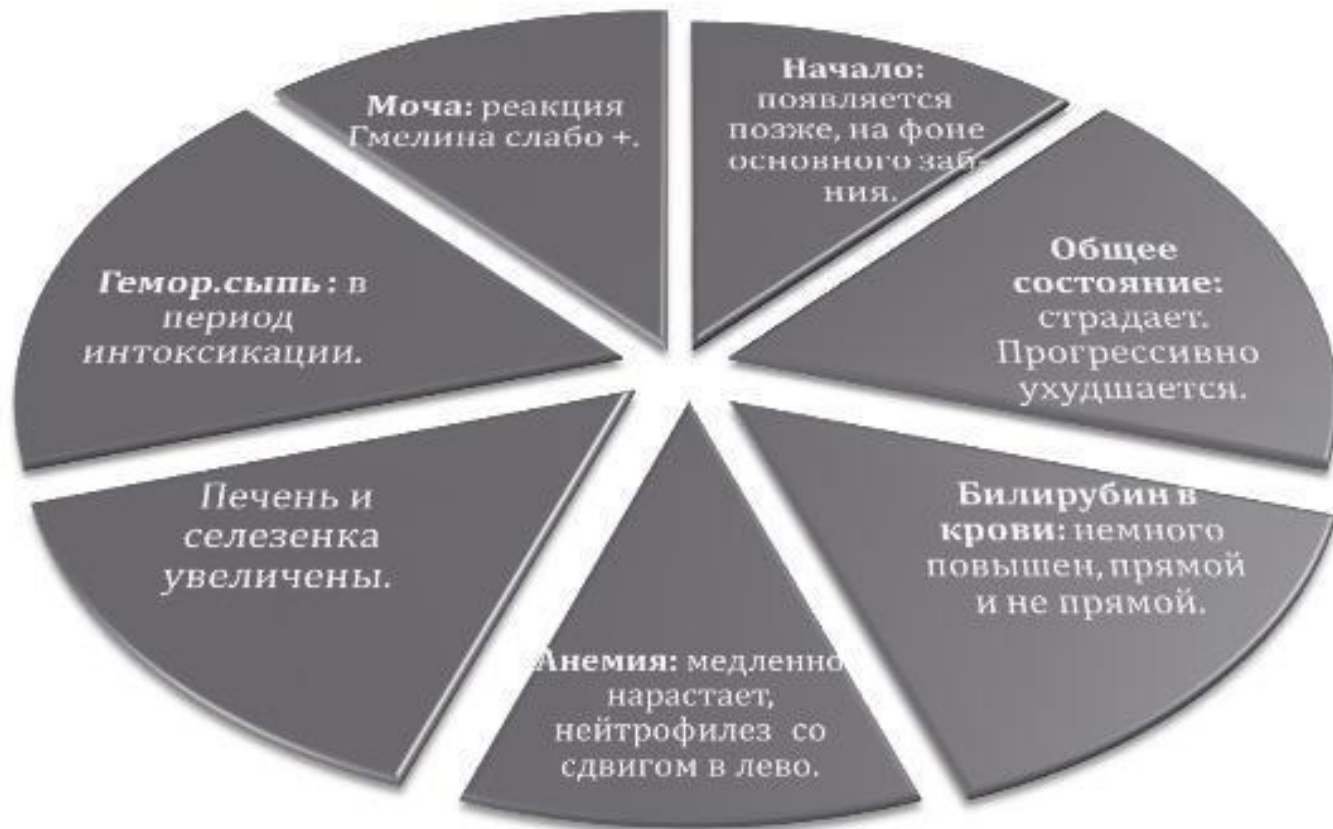 Начало:
появляется
позже, на фоне
основного заб-
ния.
Общее
состояние:
страдает.
Прогрессивно
ухудшается.
Билирубин в
крови: немного
повышен, прямой
и не прямой.
Анемия: медленно
нарастает,
нейтрофилез со
сдвигом в лево.
Печень и
селезенка
увеличены.
Гемор.сыпь : в
период
интоксикации.
Моча: реакция
Гмелина слабо +.